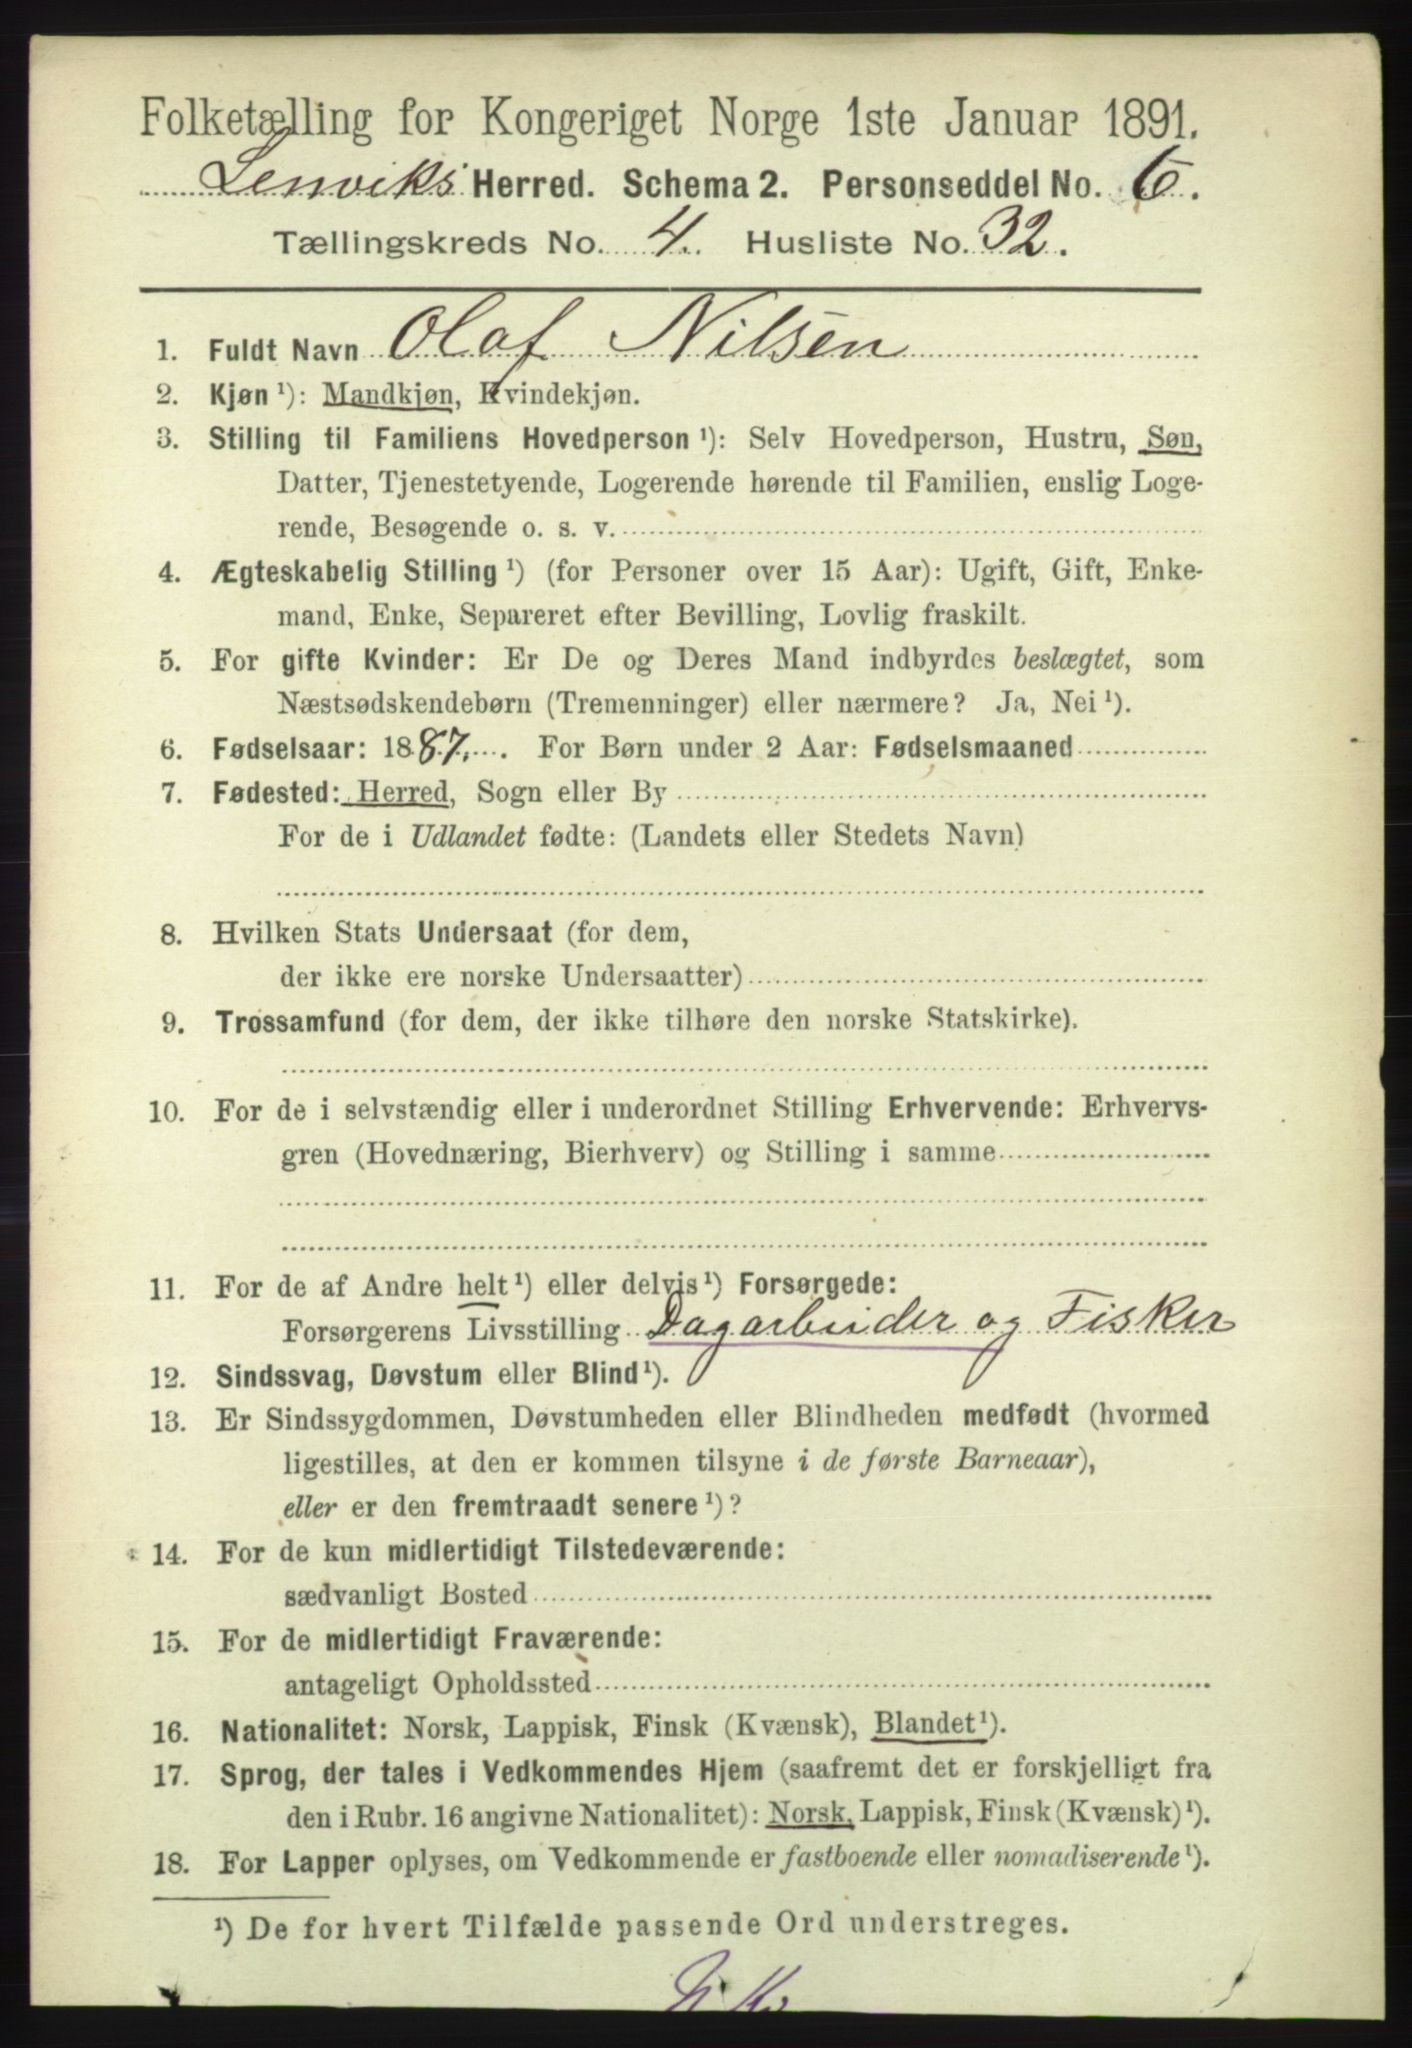 Folketælling for Kongeriget Norge 1ste Januar 1891.
Lenviks Herred. Schema 2. Personseddel No. 6.
Tællingskreds No. 4. Husliste No. 32.
1. Fuldt Navn Olaf Nilsen
2. Kjøn ¹): Mandkjøn, Kvindekjøn.
3. Stilling til Familiens Hovedperson ¹): Selv Hovedperson, Hustru, Søn,
Datter, Tjenestetyende, Logerende hørende til Familien, enslig Loge-
rende, Besøgende o. s. v.
4. Ægteskabelig Stilling ¹) (for Personer over 15 Aar): Ugift, Gift, Enke-
mand, Enke, Separeret efter Bevilling, Lovlig fraskilt.
5. For gifte Kvinder: Er De og Deres Mand indbyrdes beslægtet, som
Næstsødskendebørn (Tremenninger) eller nærmere? Ja, Nei ¹).
6. Fødselsaar: 1887. For Børn under 2 Aar: Fødselsmaaned
7. Fødested: Herred, Sogn eller By
For de i Udlandet fødte: (Landets eller Stedets Navn)
8. Hvilken Stats Undersaat (for dem,
der ikke ere norske Undersaatter)
9. Trossamfund (for dem, der ikke tilhøre den norske Statskirke).
10. For de i selvstændig eller i underordnet Stilling Erhvervende: Erhvervs-
gren (Hovednæring, Bierhverv) og Stilling i samme
11. For de af Andre helt ¹) eller delvis ¹) Forsørgede:
Forsørgerens Livsstilling Dagarbeider og Fisker
12. Sindssvag, Døvstum eller Blind ¹).
13. Er Sindssygdommen, Døvstumheden eller Blindheden medfødt (hvormed
ligestilles, at den er kommen tilsyne i de første Barneaar),
eller er den fremtraadt senere ¹)?
14. For de kun midlertidigt Tilstedeværende:
sædvanligt Bosted
15. For de midlertidigt Fraværende:
antageligt Opholdssted
16. Nationalitet: Norsk, Lappisk, Finsk (Kvænsk), Blandet ¹).
17. Sprog, der tales i Vedkommendes Hjem (saafremt det er forskjelligt fra
den i Rubr. 16 angivne Nationalitet): Norsk, Lappisk, Finsk (Kvænsk) ¹).
18. For Lapper oplyses, om Vedkommende er fastboende eller nomadiserende ¹).
¹) De for hvert Tilfælde passende Ord understreges.